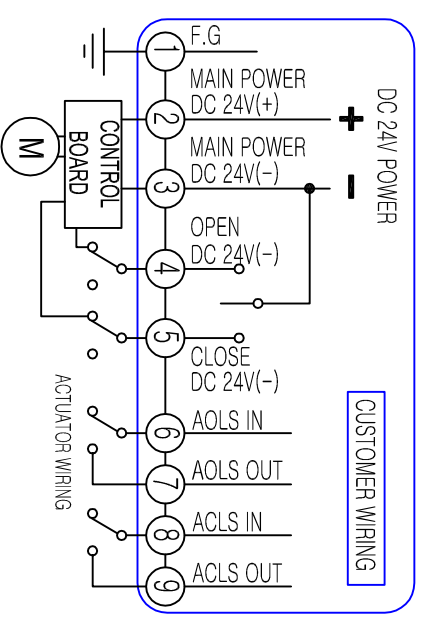 F.G
MAIN POWER
DC 24V(+)
MAIN POWER
DC 24V(-)
OPEN
DC 24V(-)
CLOSE
DC 24V(-)
AOLS IN
AOLS OUT
ACLS IN
ACLS OUT
1
2
3
4
5
6
7
8
9
+
-
DC 24V POWER
CUSTOMER WIRING
CONTROL
BOARD
M
ACTUATOR WIRING